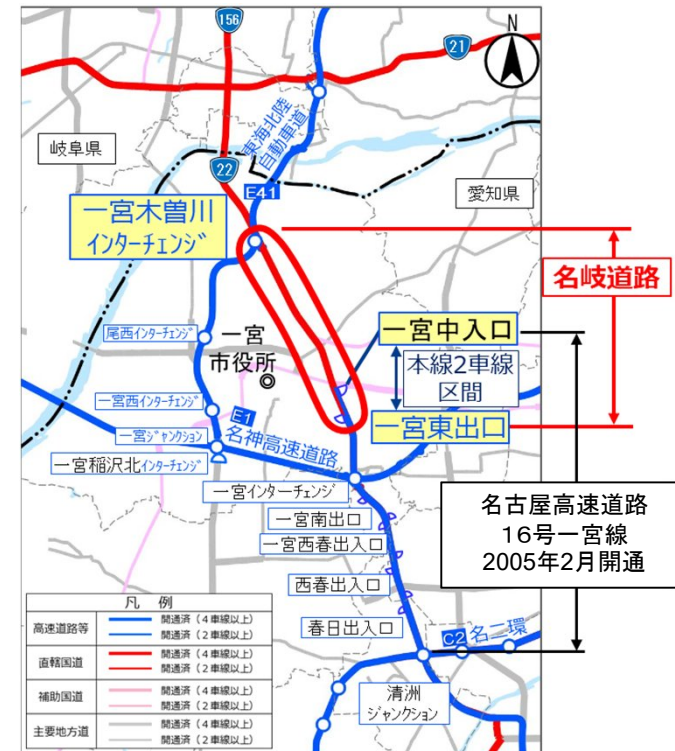 156
N
21
岐阜県
東海北陸
自動車道
22
E41
愛知県
一宮木曽川
インターチェンジ
名岐道路
尾西インターチェンジ
一宮
市役所
一宮中入口
本線2車線
区間
一宮東出口
一宮西インターチェンジ
E1
名神高速道路
一宮ジャンクション
一宮稲沢北インターチェンジ
一宮インターチェンジ
一宮南出口
一宮西春出入口
西春出入口
春日出入口
名古屋高速道路
16号一宮線
2005年2月開通
C2 名二環
清洲
ジャンクション
凡 例
高速道路等
開通済(4車線以上)
開通済(2車線以上)
直轄国道
開通済(4車線以上)
開通済(2車線以上)
補助国道
開通済(4車線以上)
開通済(2車線以上)
主要地方道
開通済(4車線以上)
開通済(2車線以上)